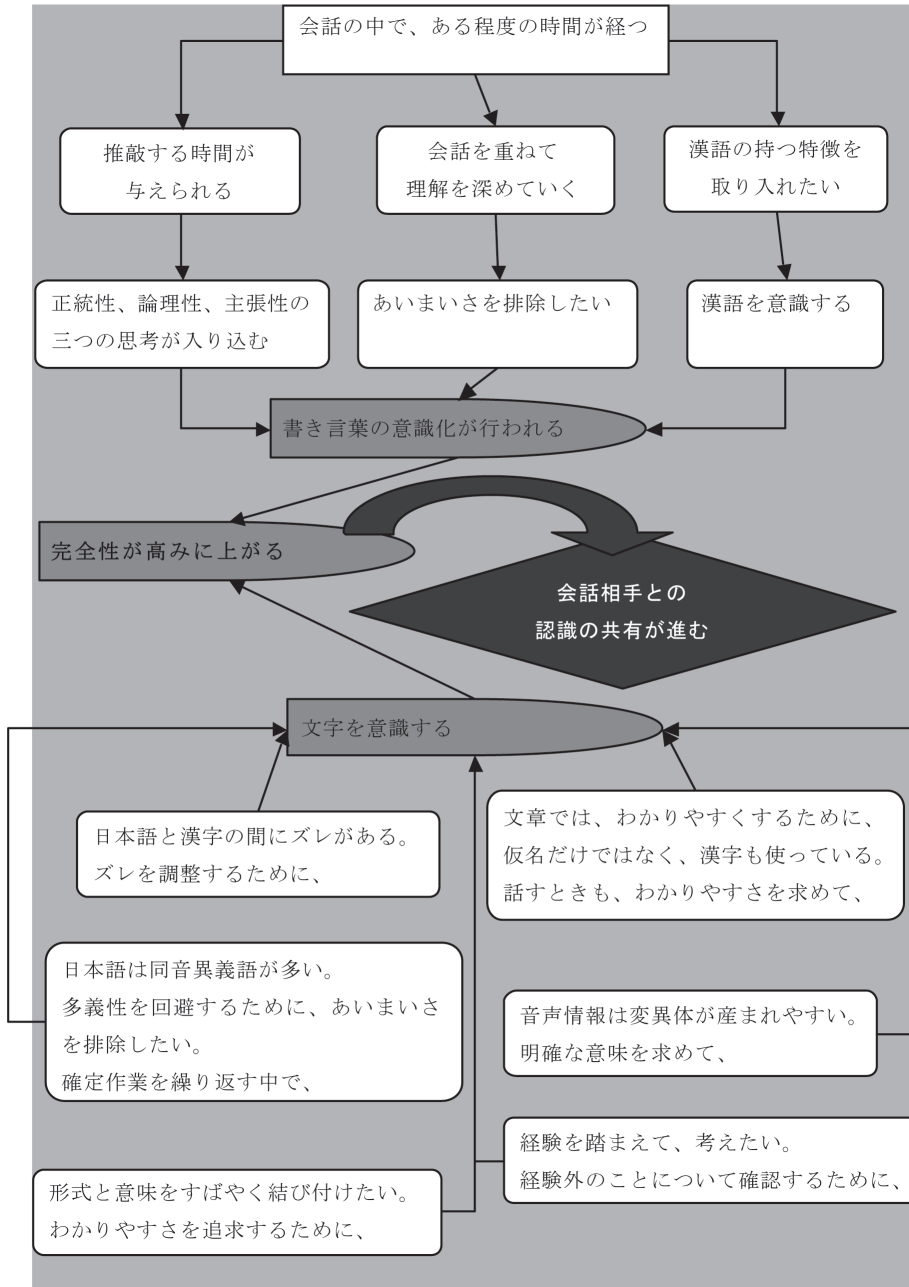 会話の中で、ある程度の時間が経つ
推敲する時間が
与えられる
会話を重ねて
理解を深めていく
漢語の持つ特徴を
取り入れたい
正統性、論理性、主張性の
三つの思考が入り込む
あいまいさを排除したい
漢語を意識する
書き言葉の意識化が行われる
完全性が高みに上がる
会話相手との
認識の共有が進む
文字を意識する
日本語と漢字の間にズレがある。
ズレを調整するために、
文章では、わかりやすくするために、
仮名だけではなく、漢字も使っている。
話すときも、わかりやすさを求めて、
日本語は同音異義語が多い。
多義性を回避するために、あいまいさ
を排除したい。
確定作業を繰り返す中で、
音声情報は変異体が産まれやすい。
明確な意味を求めて、
経験を踏まえて、考えたい。
経験外のことについて確認するために、
形式と意味をすばやく結び付けたい。
わかりやすさを追求するために、